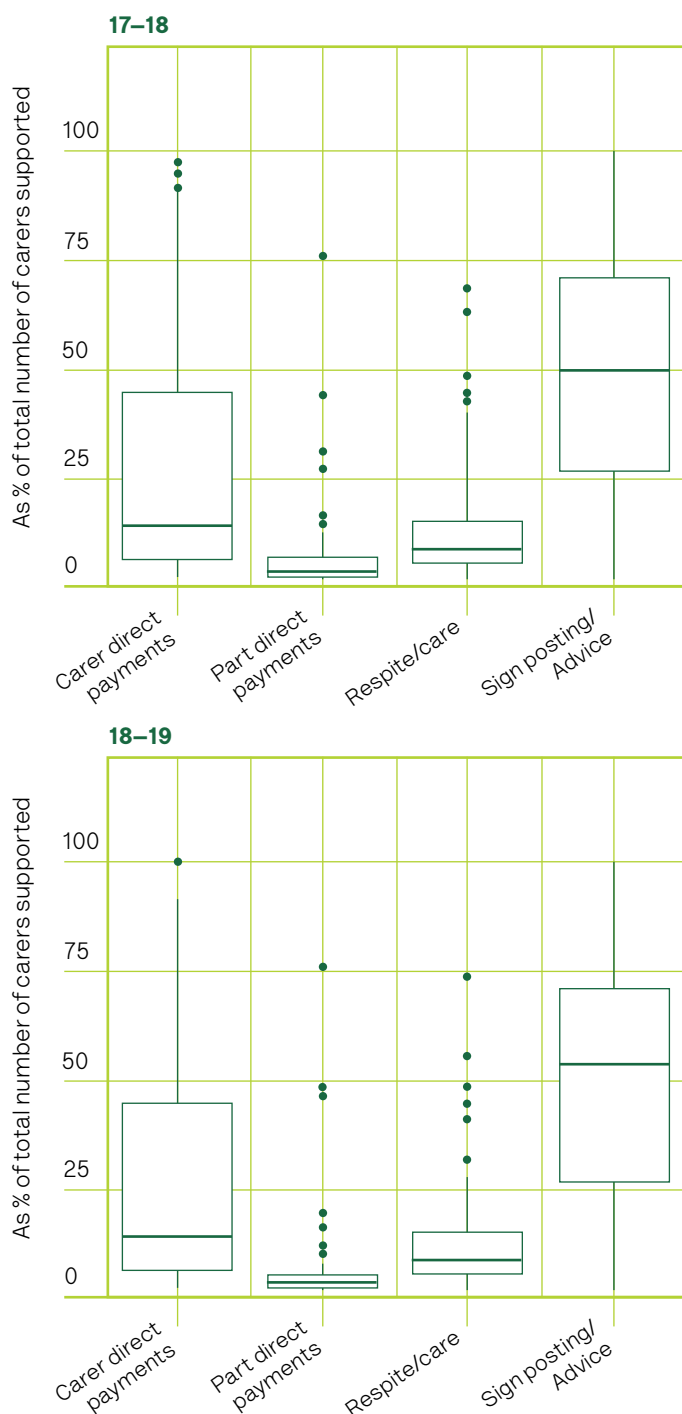 17–18
As % of total number of carers supported
100
75
50
25
0
Carer direct
payments
Part direct
payments
Respite/care
Sign posting/
Advice
18–19
As % of total number of carers supported
100
75
50
25
0
Carer direct
payments
Part direct
payments
Respite/care
Sign posting/
Advice